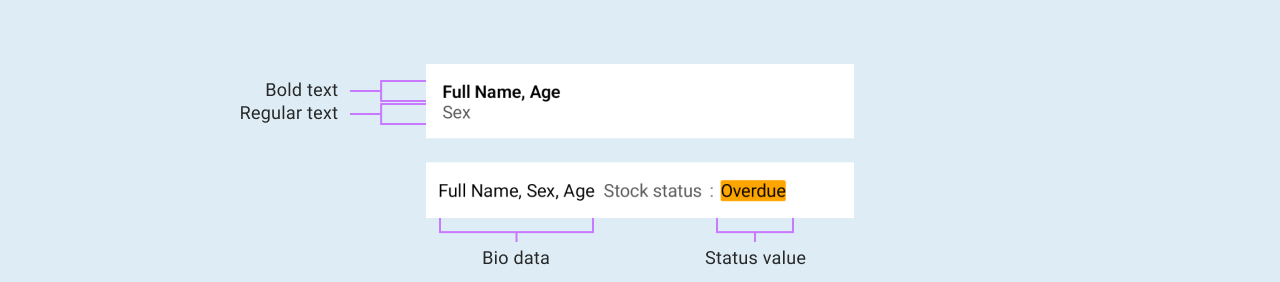 Bold text
Full Name, Age
Regular text
Sex
Full Name, Sex, Age Stock status : Overdue
Bio data
Status value